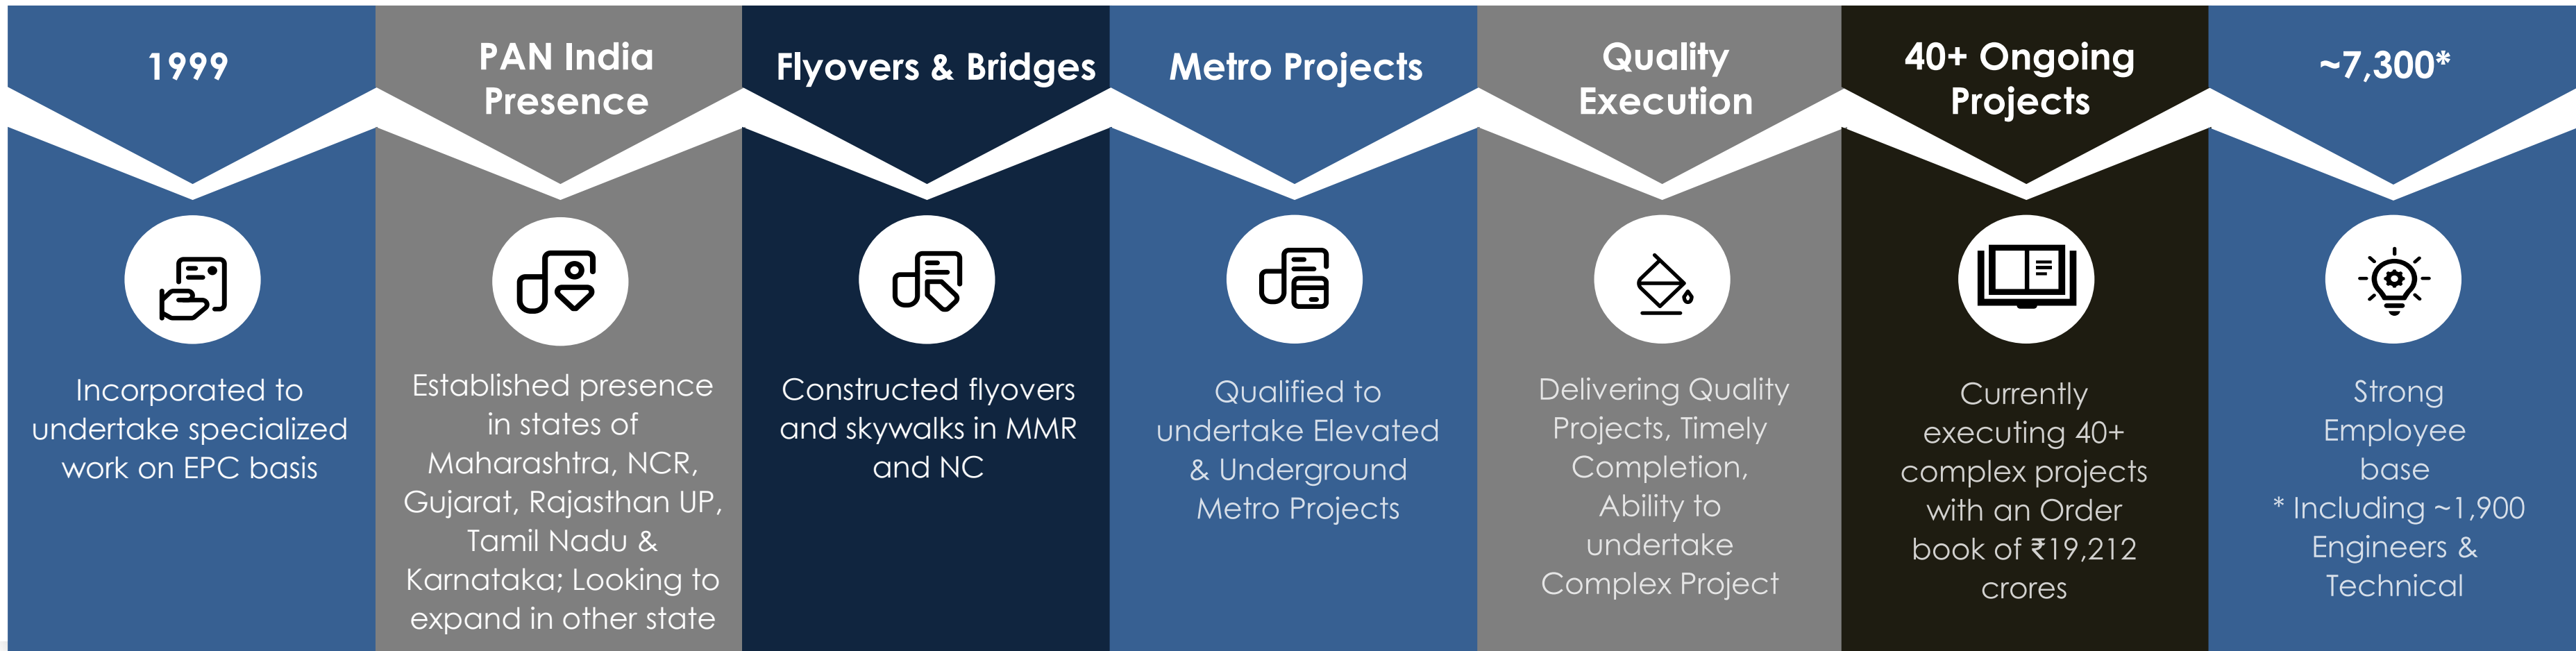 1999
Incorporated to
undertake specialized
work on EPC basis
PAN India
Presence
Established presence
in states of
Maharashtra, NCR,
Gujarat, Rajasthan UP,
Tamil Nadu &
Karnataka; Looking to
expand in other state
Flyovers & Bridges
Constructed flyovers
and skywalks in MMR
and NC
Metro Projects
Qualified to
undertake Elevated
& Underground
Metro Projects
Quality
Execution
Delivering Quality
Projects, Timely
Completion,
Ability to
undertake
Complex Project
40+ Ongoing
Projects
Currently
executing 40+
complex projects
with an Order
book of ₹19,212
crores
~7,300*
Strong
Employee
base
* Including ~1,900
Engineers &
Technical